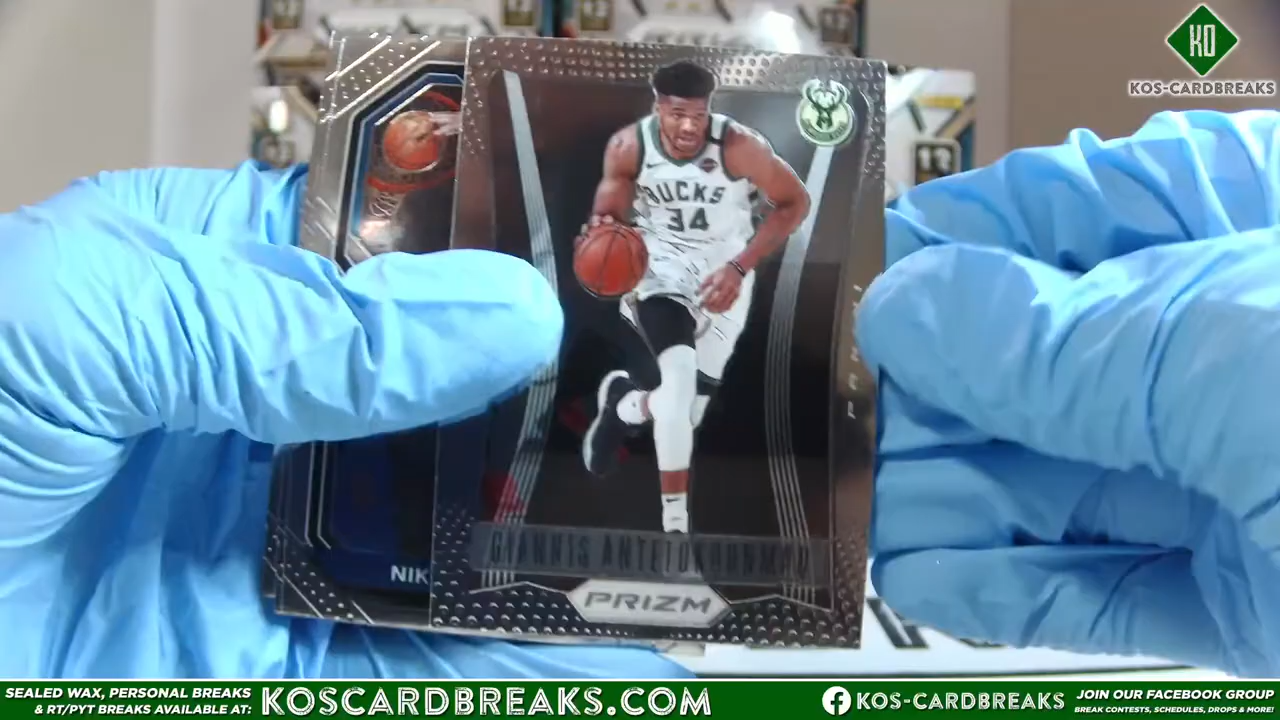 KO
KOS-CARDBREAKS
BUCKS
34
GIANNIS ANTETOKOUNMPO
PANINI
NIK
PRIZM
SEALED WAX, PERSONAL BREAKS
& RT/PYT BREAKS AVAILABLE AT:
KOSCARDBREAKS.COM
KOS-CARDBREAKS
JOIN OUR FACEBOOK GROUP
BREAK CONTESTS, SCHEDULES, DROPS & MORE!